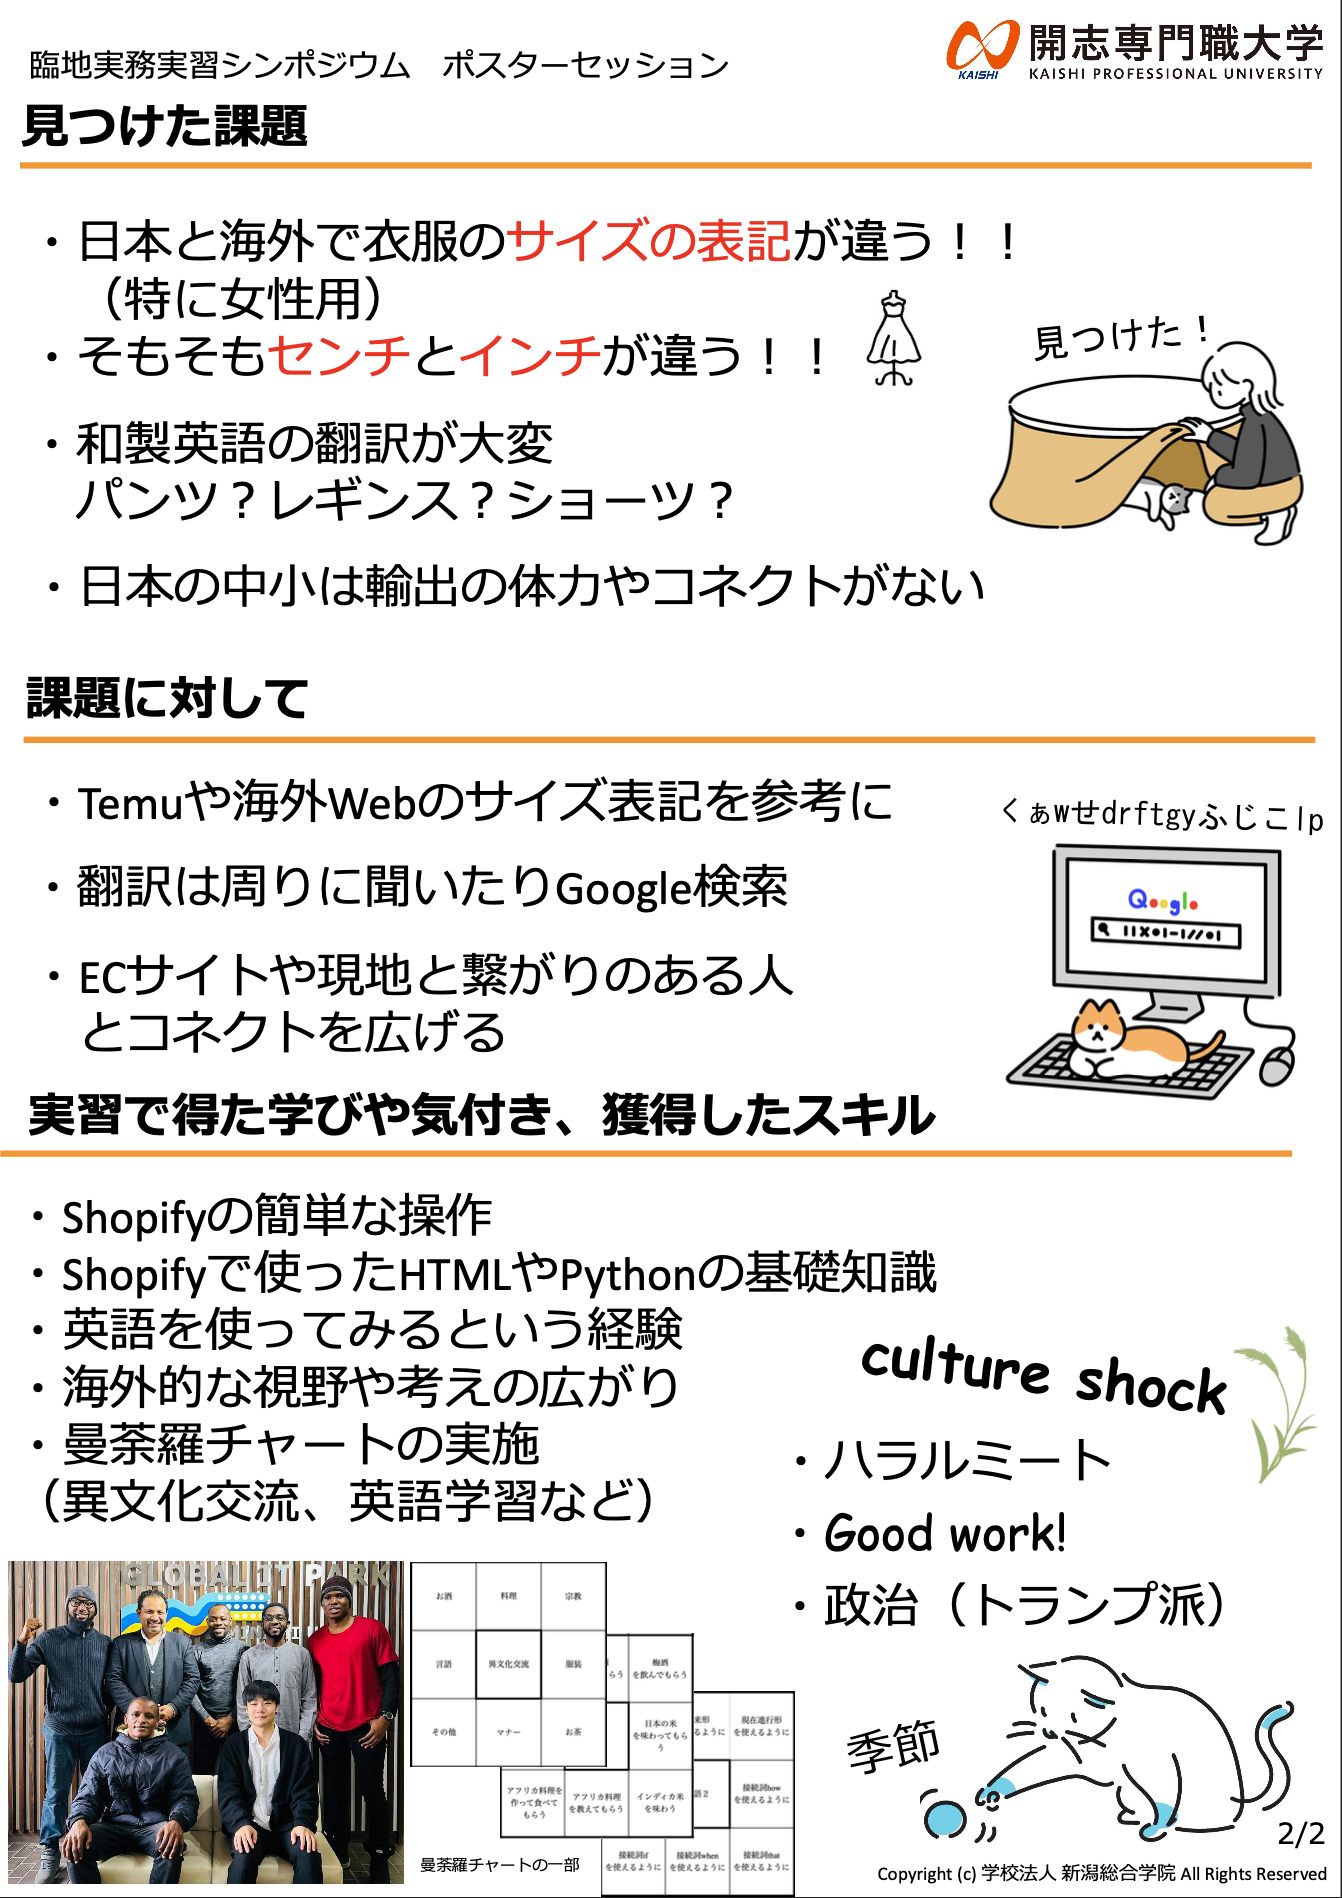 臨地実務実習シンポジウム　ポスターセッション
開志専門職大学
KAISHI
KAISHI PROFESSIONAL UNIVERSITY
見つけた課題
・日本と海外で衣服のサイズの表記が違う！！
（特に女性用）
・そもそもセンチとインチが違う！！
見つけた！
・和製英語の翻訳が大変
パンツ？レギンス？ショーツ？
・日本の中小は輸出の体力やコネクトがない
課題に対して
・Temuや海外Webのサイズ表記を参考に
・翻訳は周りに聞いたりGoogle検索
・ECサイトや現地と繋がりのある人
とコネクトを広げる
くぁwせdrftgyふじこlp
Qooglo
実習で得た学びや気付き、獲得したスキル
・Shopifyの簡単な操作
・Shopifyで使ったHTMLやPythonの基礎知識
・英語を使ってみるという経験
・海外的な視野や考えの広がり
・曼荼羅チャートの実施
（異文化交流、英語学習など）
culture shock
・ハラルミート
・Good work!
・政治（トランプ派）
季節
GLOBAL IT PARK
お酒
料理
宗教
言語
異文化交流
服装
その他
マナー
お茶
らう
梅酒
を飲んでもらう
日本の米
を味わってもら
う
アフリカ料理を
作って食べて
もらう
アフリカ料理
を教えてもらう
インディカ米
を味わう
来形
るように
現在進行形
を使えるように
語2
接続詞how
を使えるように
接続詞if
を使えるように
接続詞when
を使えるように
接続詞that
を使えるように
曼荼羅チャートの一部
2/2
Copyright (c) 学校法人 新潟総合学院 All Rights Reserved